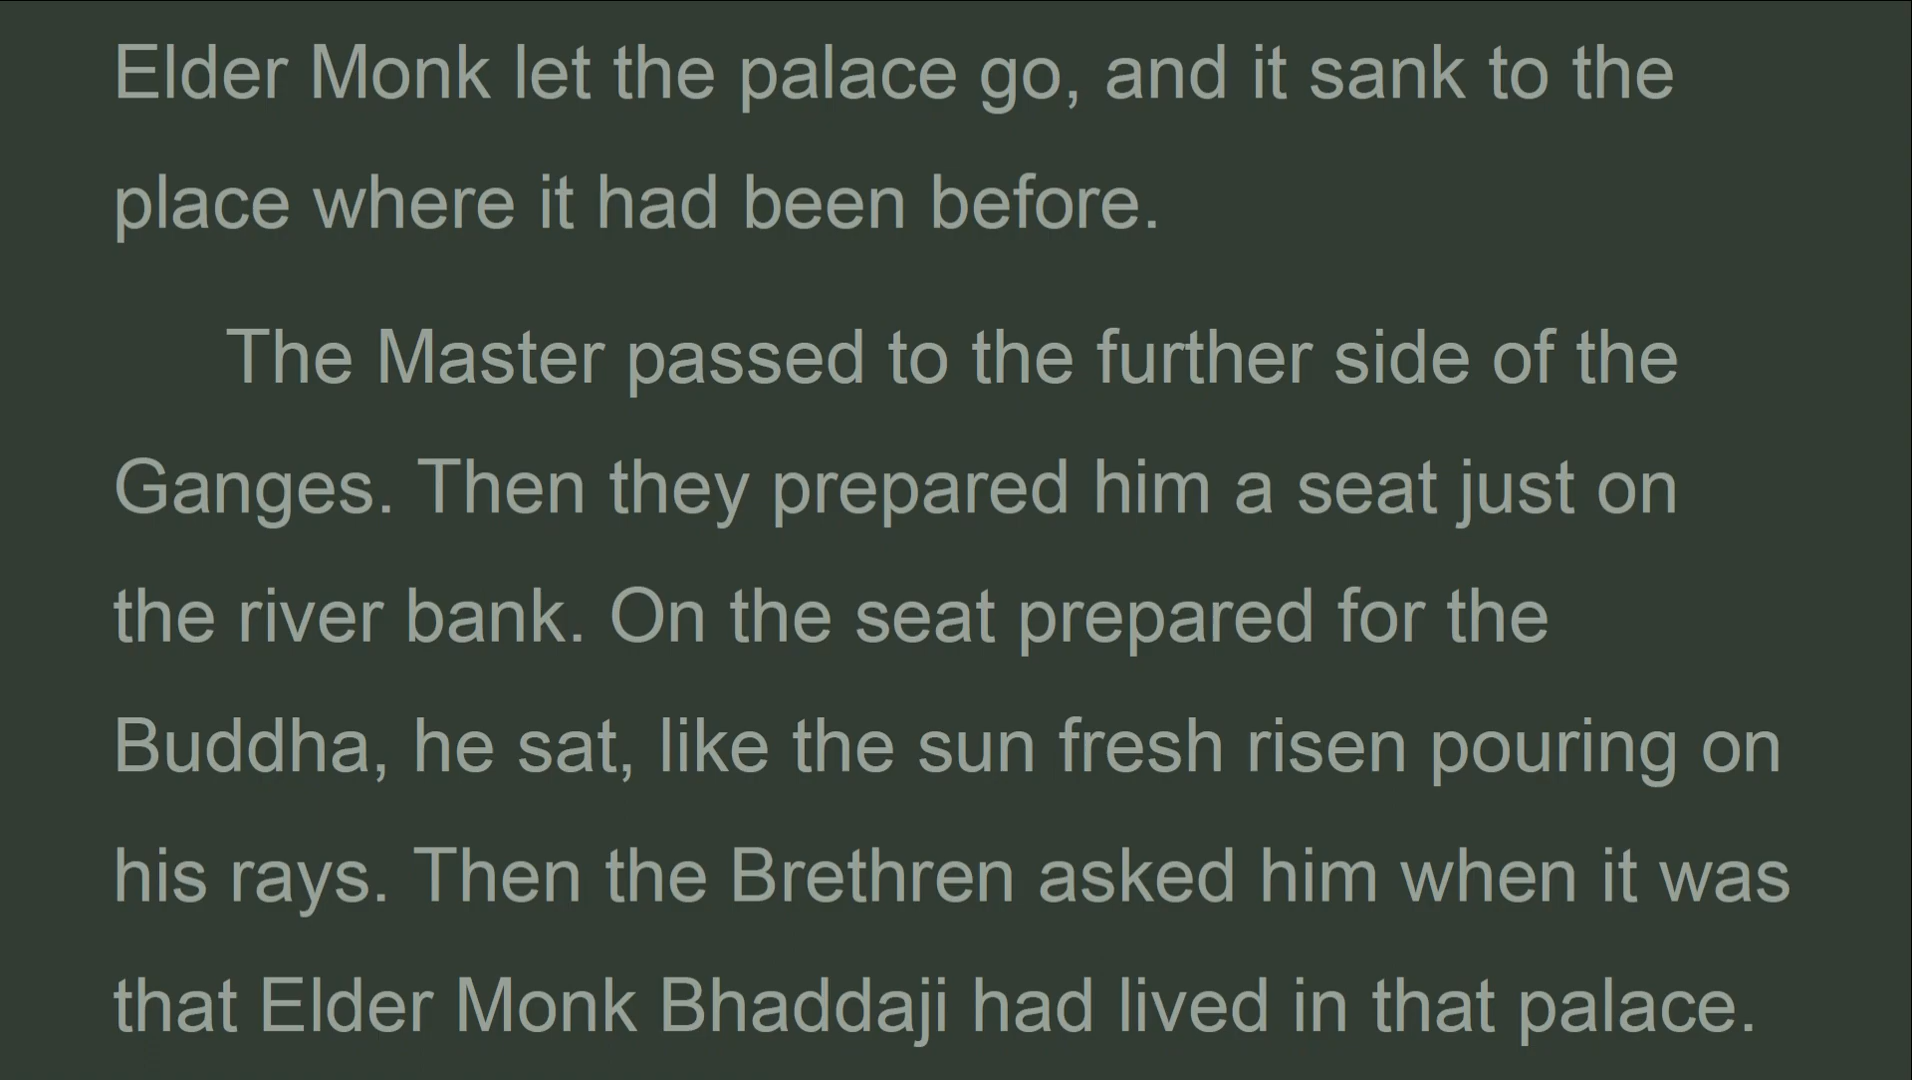 Elder Monk let the palace go, and it sank to the
place where it had been before.
The Master passed to the further side of the
Ganges. Then they prepared him a seat just on
the river bank. On the seat prepared for the
Buddha, he sat, like the sun fresh risen pouring on
his rays. Then the Brethren asked him when it was
that Elder Monk Bhaddaji had lived in that palace.